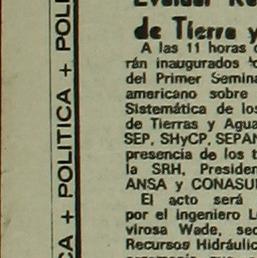 de Tierra y
A las 11 horas
rán inaugurados
del Primer Semina
americano sobre
Sistemática de los
de Tierras y Agua
SEP, SHyCP, SEPAN
presencia de los t
la SRH, Presiden
ANSA y CONASU
El acto será
por el ingeniero L
virosa Wade, sec
Recursos Hidráulic
CA + POLITICA + POLI